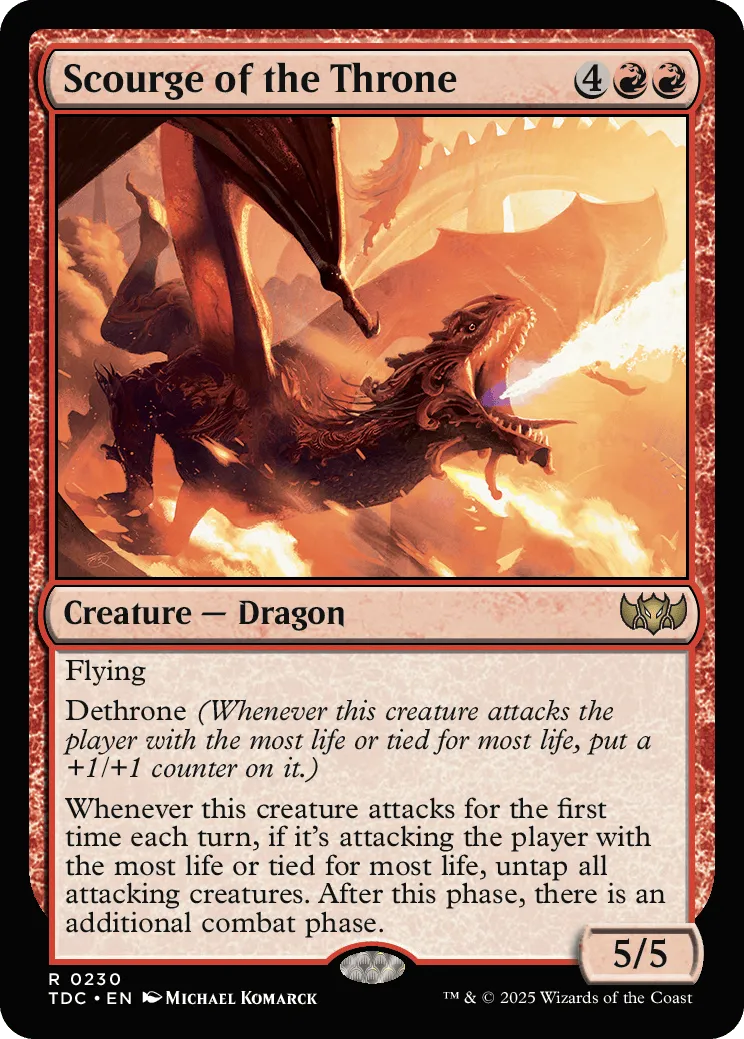 Scourge of the Throne 4
Creature — Dragon
Flying
Dethrone (Whenever this creature attacks the
player with the most life or tied for most life, put a
+1/+1 counter on it.)
Whenever this creature attacks for the first
time each turn, if it's attacking the player with
the most life or tied for most life, untap all
attacking creatures. After this phase, there is an
additional combat phase.
5/5
R 0230
TDC • EN Michael Komarck
™ & © 2025 Wizards of the Coast